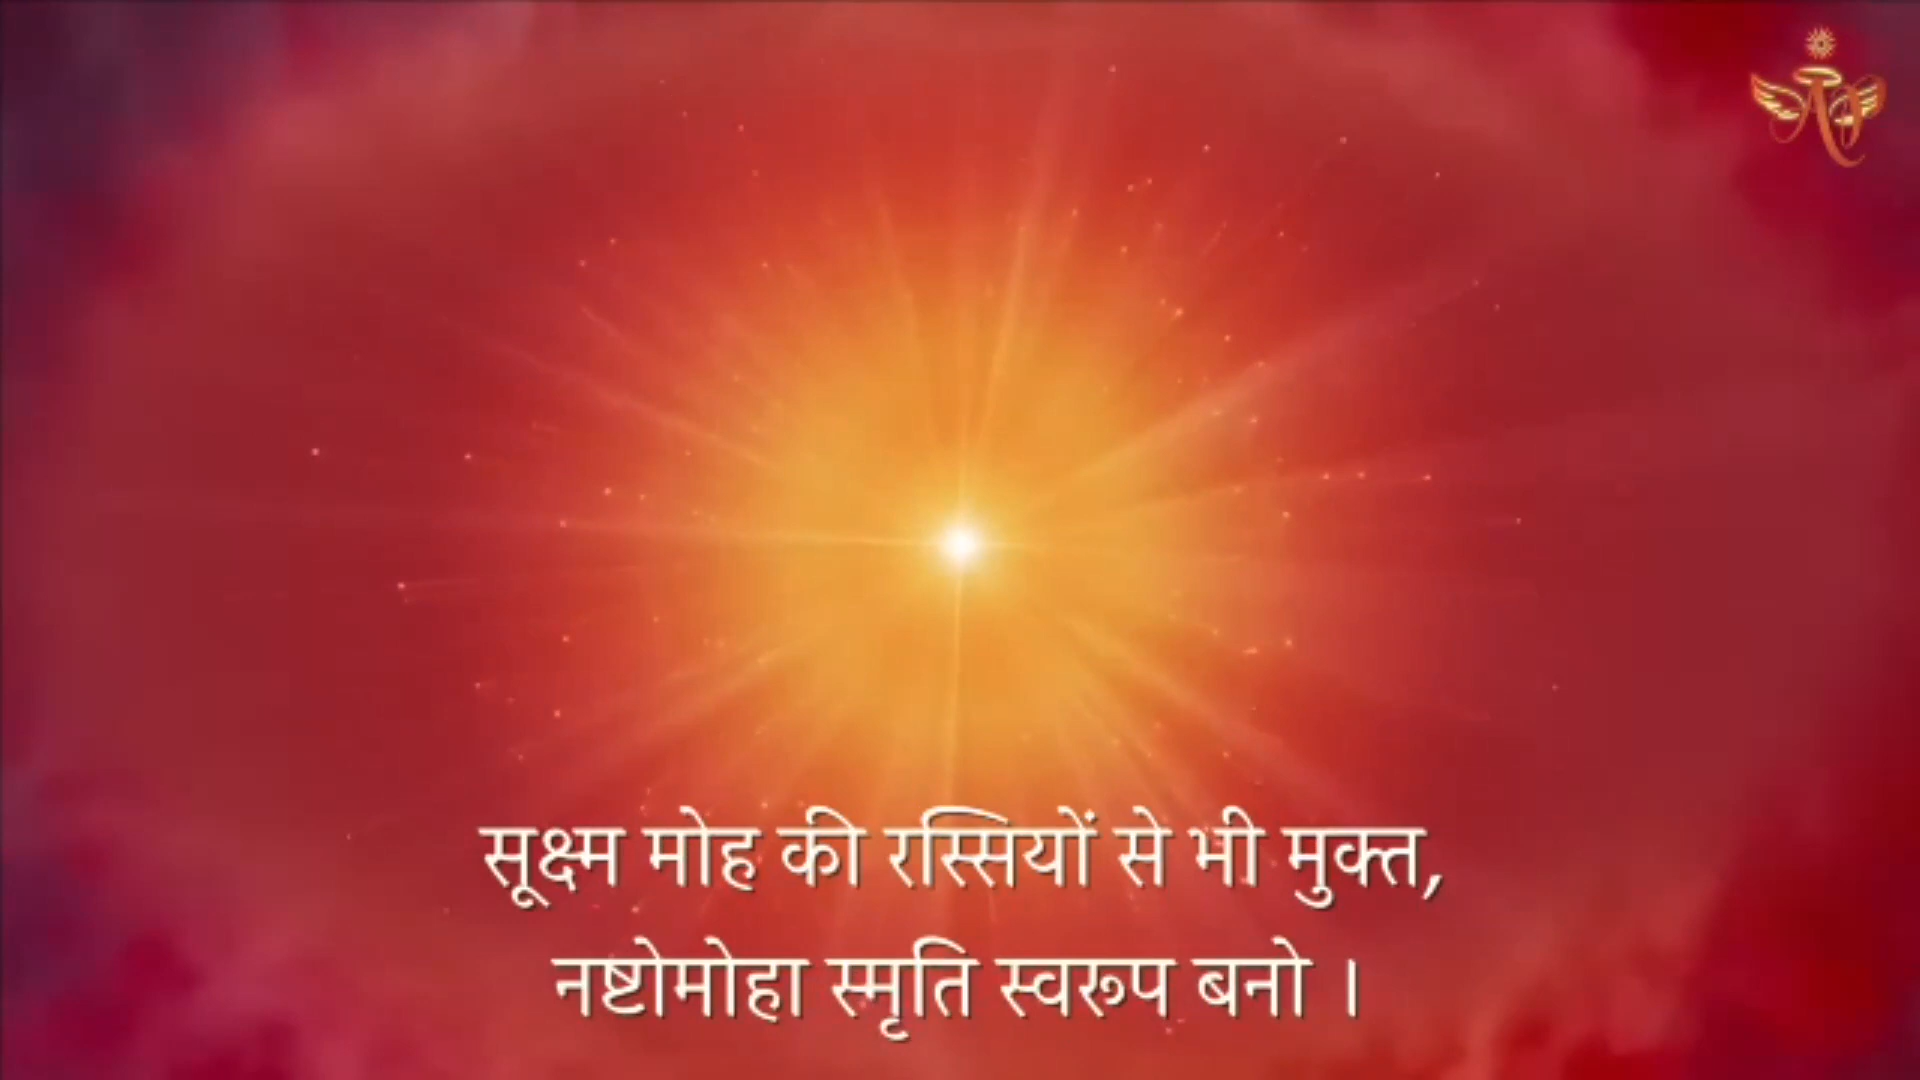 सूक्ष्म मोह की रस्सियों से भी मुक्त,
नष्टोमोहा स्मृति स्वरूप बनो ।